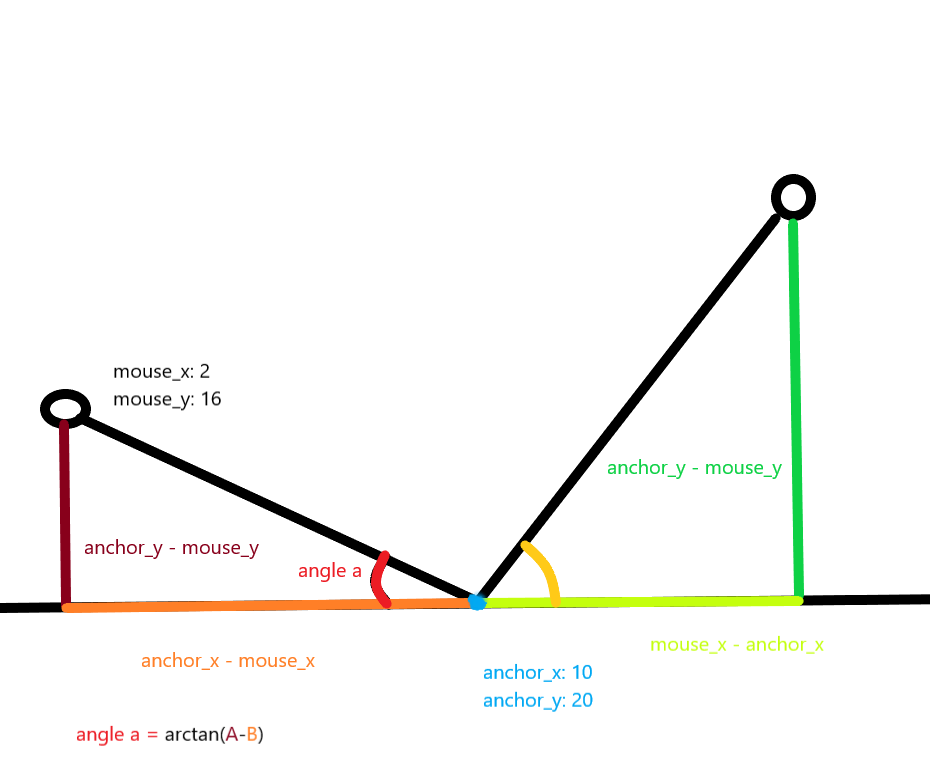 mouse_x: 2
mouse_y: 16
anchor_y - mouse_y
anchor_y - mouse_y
angle a
mouse_x - anchor_x
anchor_x - mouse_x
anchor_x: 10
anchor_y: 20
angle a = arctan(A-B)